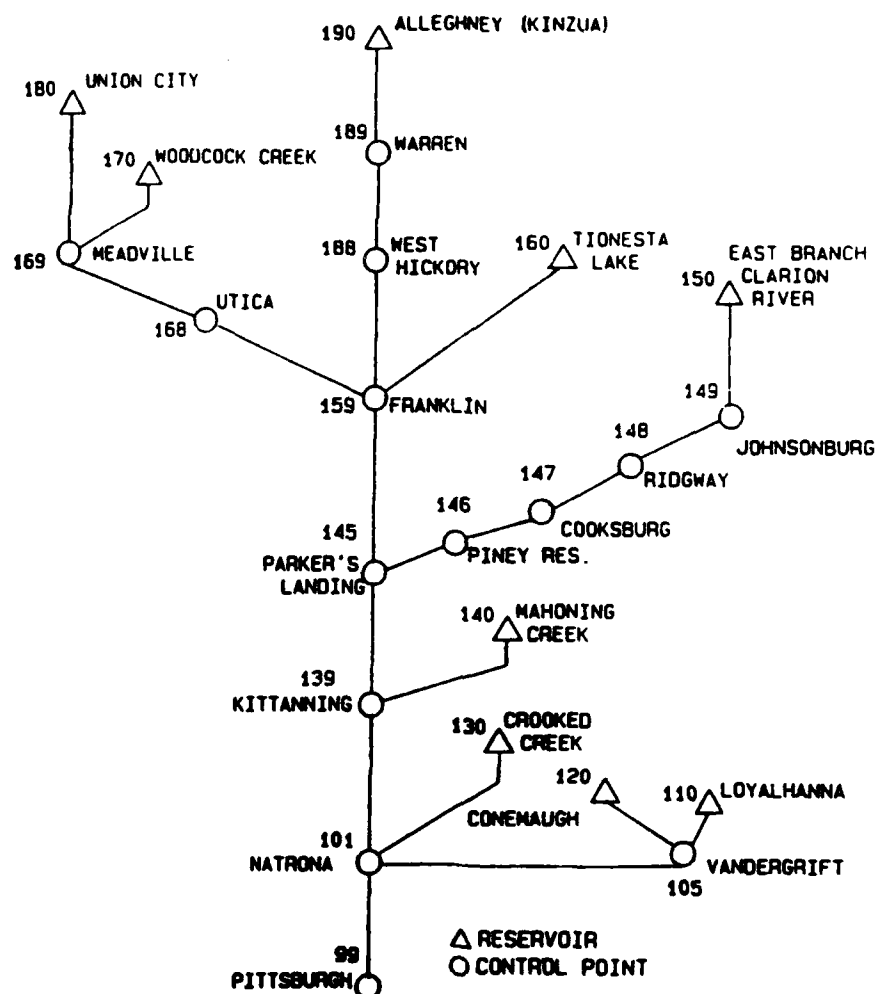 190 ALLEGHNEY (KINZUA)
180 UNION CITY
189 WARREN
170 WOODCOCK CREEK
188 WEST
HICKORY
160 TIONESTA
LAKE
EAST BRANCH
150 CLARION
RIVER
169 MEADVILLE
UTICA
168
159 FRANKLIN
149
JOHNSONBURG
148
RIDGWAY
147
COOKSBURG
146
PINEY RES.
145
PARKER'S
LANDING
140 MAHONING
CREEK
139
KITTANNING
130 CROOKED
CREEK
120
CONEMAUGH
110 LOYALHANNA
101
NATRONA
VANDERGRIFT
105
99
PITTSBURGH
RESERVOIR
CONTROL POINT